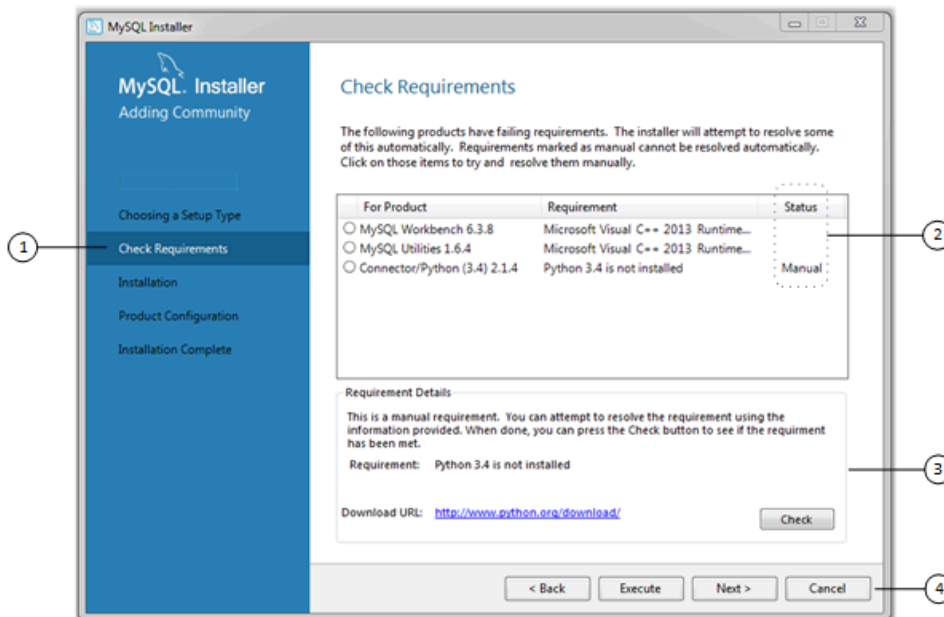 MySQL Installer
MySQL. Installer
Adding Community
Choosing a Setup Type
Check Requirements
Installation
Product Configuration
Installation Complete
Check Requirements
The following products have failing requirements. The installer will attempt to resolve some
of this automatically. Requirements marked as manual cannot be resolved automatically.
Click on those items to try and resolve them manually.
For Product Requirement Status
MySQL Workbench 6.3.8 Microsoft Visual C++ 2013 Runtime...
MySQL Utilities 1.6.4 Microsoft Visual C++ 2013 Runtime...
Connector/Python (3.4) 2.1.4 Python 3.4 is not installed Manual
Requirement Details
This is a manual requirement. You can attempt to resolve the requirement using the
information provided. When done, you can press the Check button to see if the requirment
has been met.
Requirement: Python 3.4 is not installed
Download URL: http://www.python.org/download/
Check
< Back Execute Next > Cancel
1
2
3
4